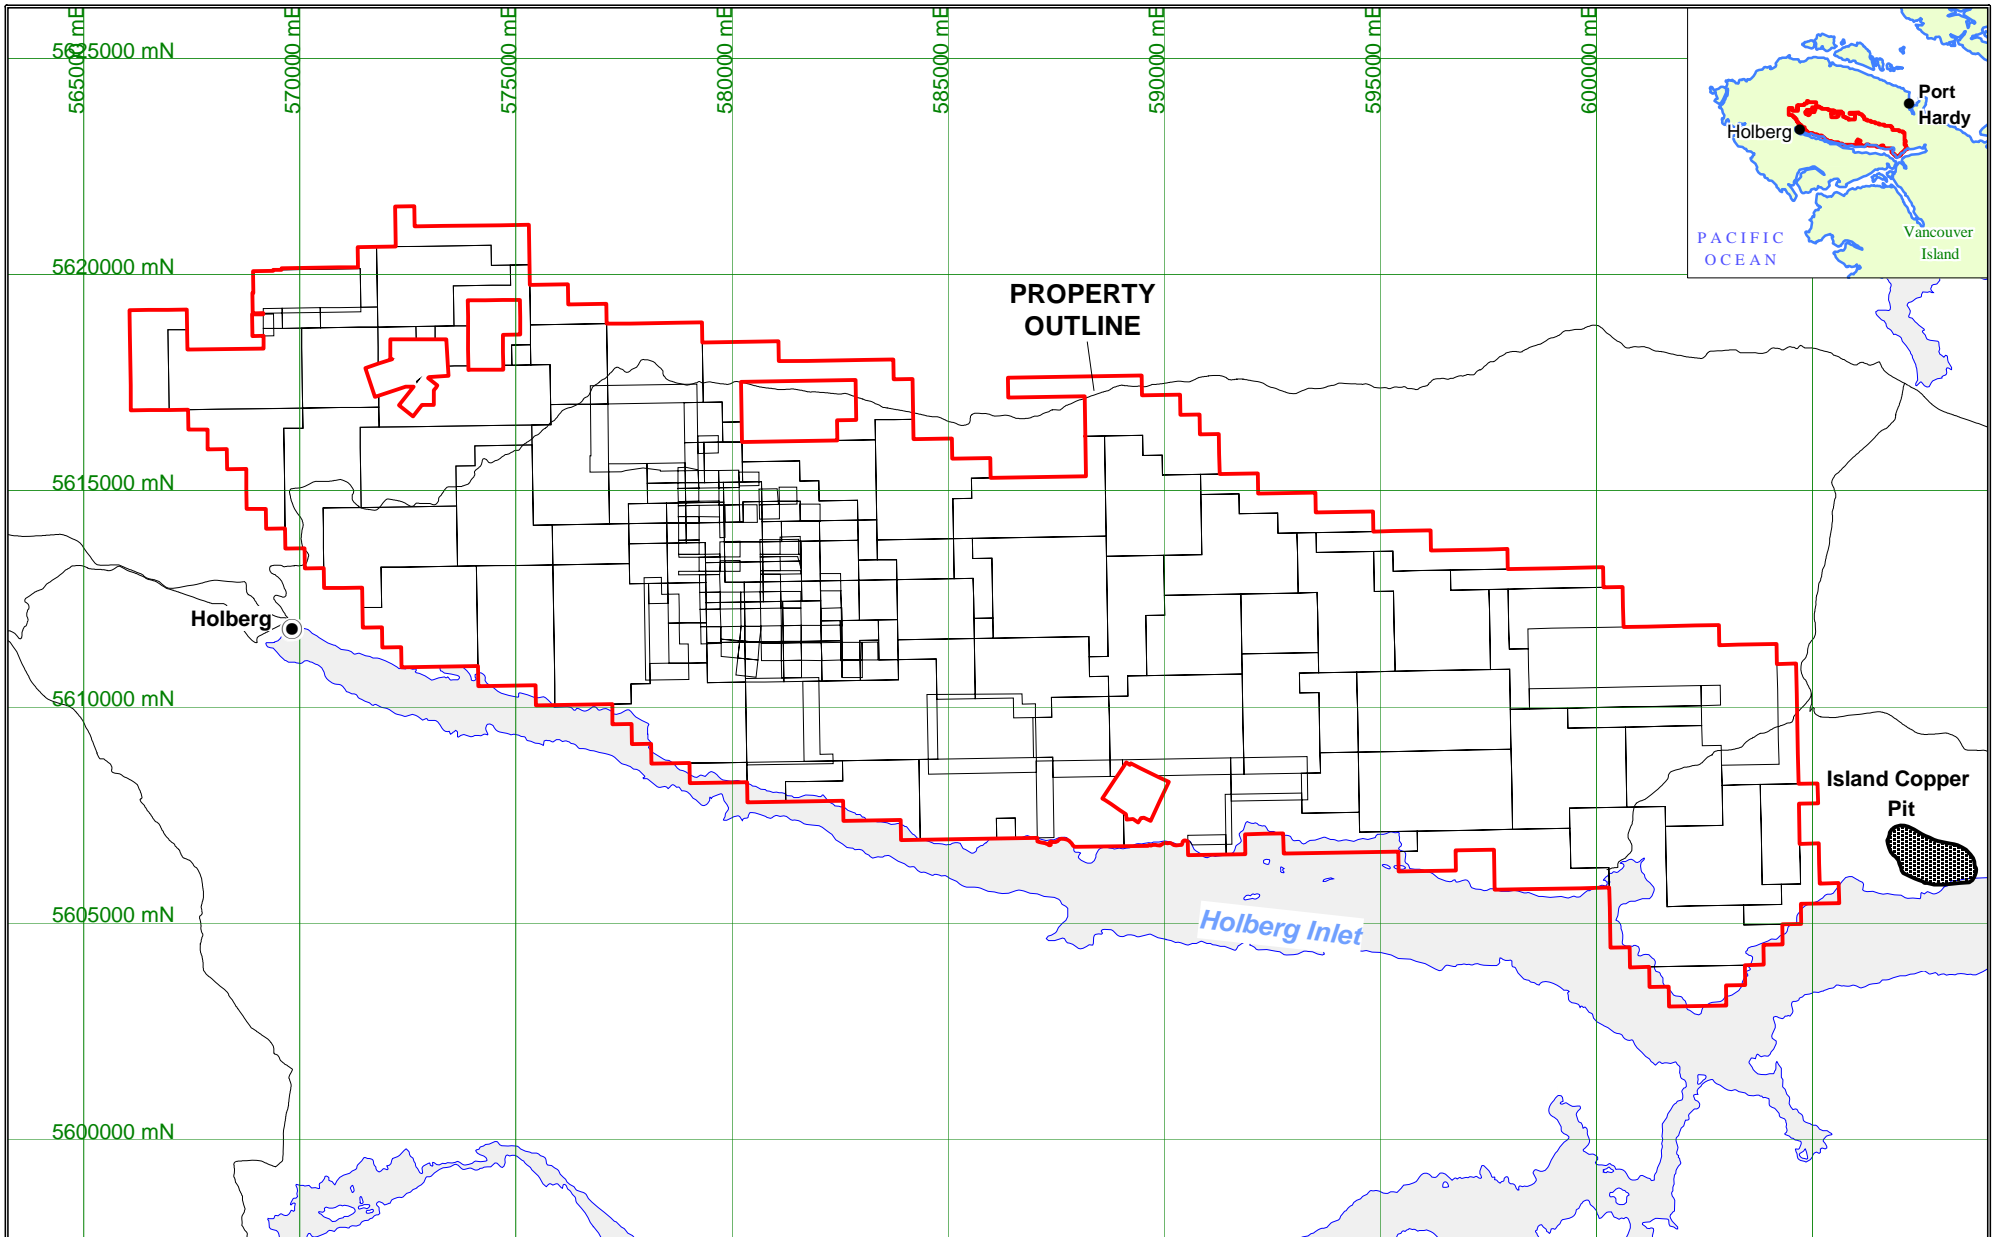 565000 mE
570000 mE
575000 mE
580000 mE
585000 mE
590000 mE
595000 mE
600000 mE
5625000 mN
5620000 mN
5615000 mN
5610000 mN
5605000 mN
5600000 mN
Port
Hardy
Holberg
PACIFIC
OCEAN
Vancouver
Island
PROPERTY
OUTLINE
Holberg
Island Copper
Pit
Holberg Inlet